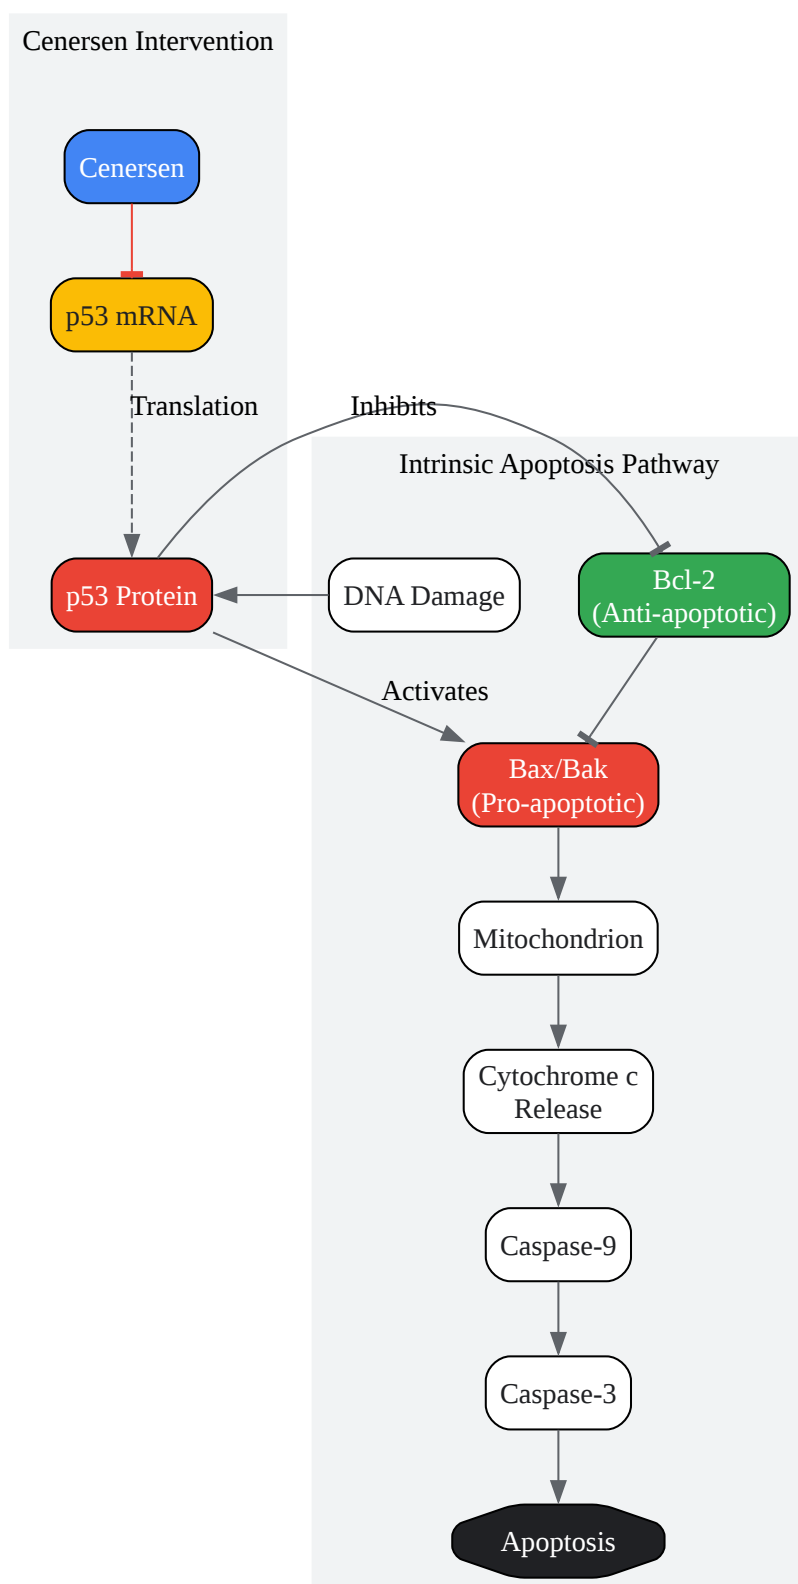 Cenersen Intervention
Cenersen
p53 mRNA
Translation
Inhibits
Intrinsic Apoptosis Pathway
p53 Protein
DNA Damage
Bcl-2
(Anti-apoptotic)
Activates
Bax/Bak
(Pro-apoptotic)
Mitochondrion
Cytochrome c
Release
Caspase-9
Caspase-3
Apoptosis